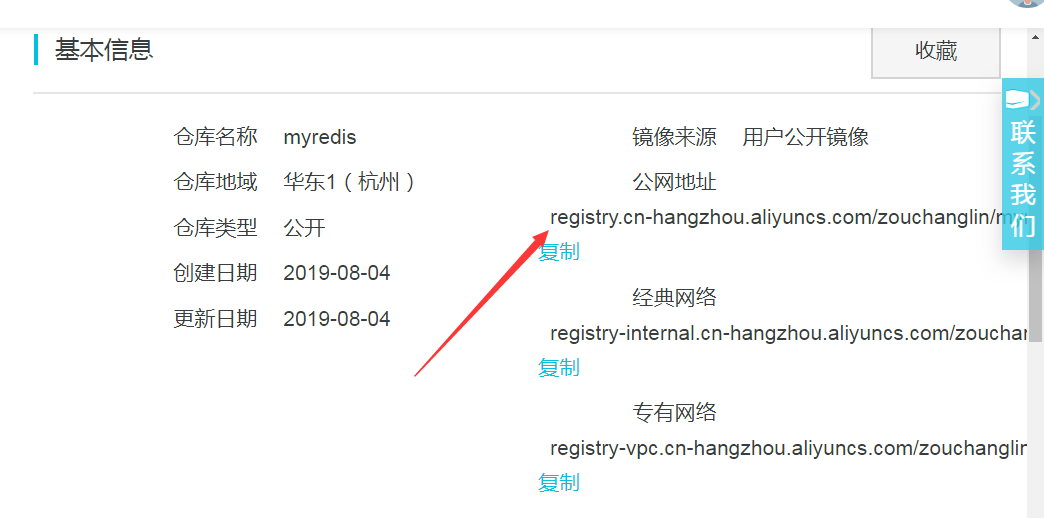 基本信息
收藏
仓库名称 myredis
镜像来源 用户公开镜像
仓库地域 华东1（杭州）
公网地址
registry.cn-hangzhou.aliyuncs.com/zouchanglin/
复制
仓库类型 公开
创建日期 2019-08-04
更新日期 2019-08-04
经典网络
registry-internal.cn-hangzhou.aliyuncs.com/zouchan
复制
专有网络
registry-vpc.cn-hangzhou.aliyuncs.com/zouchanglin
复制
联系我们